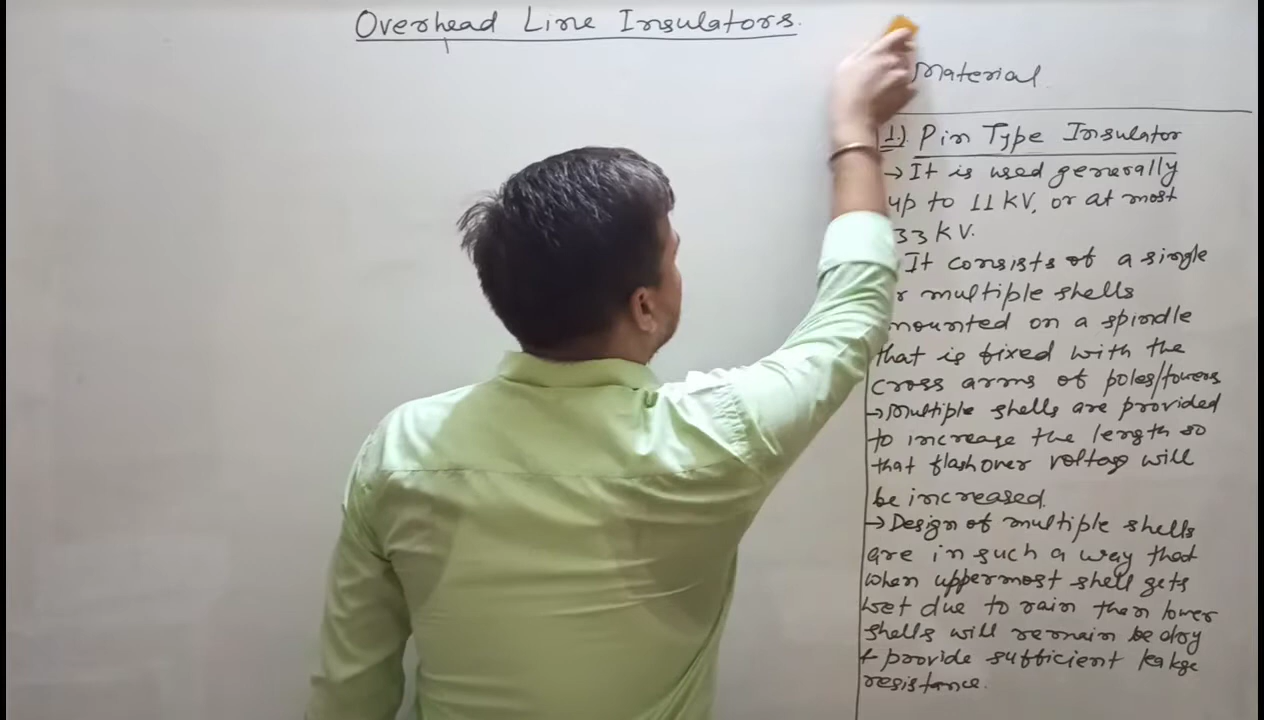 Overhead Line Insulators.
Material
1.) Pin Type Insulator
→ It is used generally
up to 11 KV, or at most
33 KV.
It consists of a single
multiple shells
mounted on a spindle
that is fixed with the
cross arms of poles/towers
→ Multiple shells are provided
to increase the length so
that flashover voltage will
be increased.
→ Design of multiple shells
are in such a way that
when uppermost shell gets
wet due to rain then lower
shells will remain be dry
+ provide sufficient leakge
resistance.